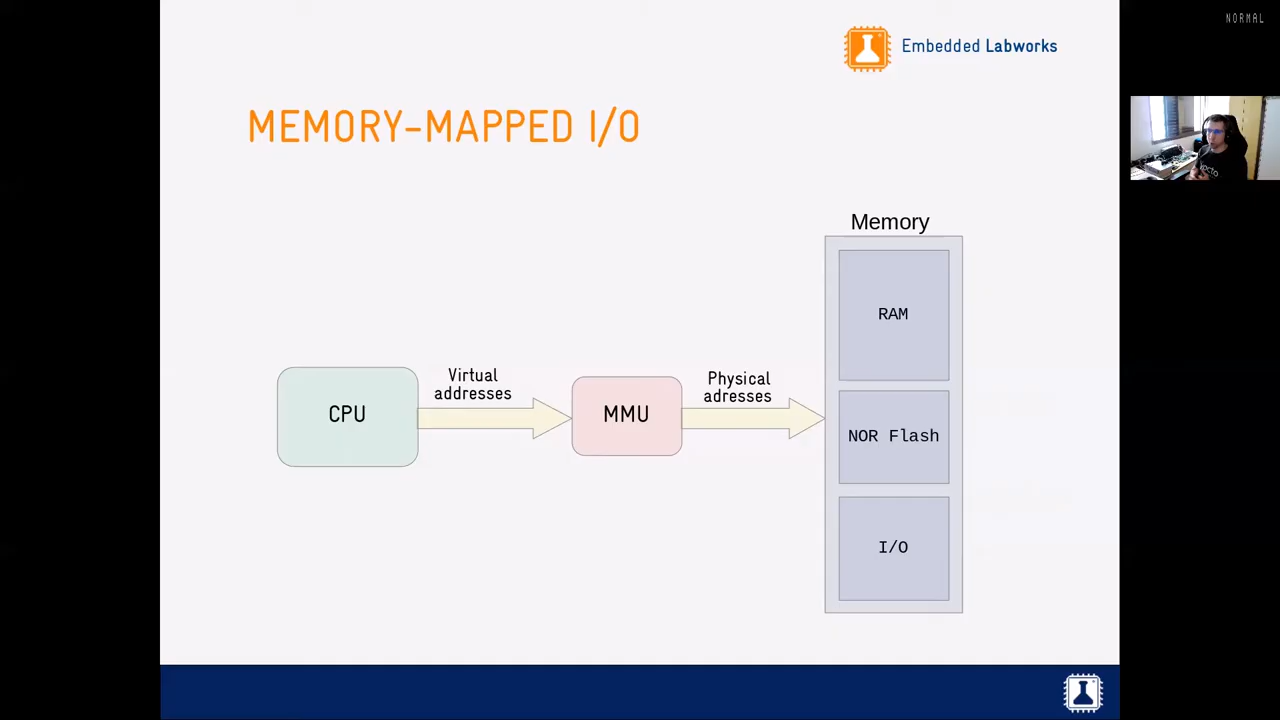 NORMAL
Embedded Labworks
MEMORY-MAPPED I/O
Memory
RAM
Virtual
addresses
Physical
adresses
CPU
MMU
NOR Flash
I/O